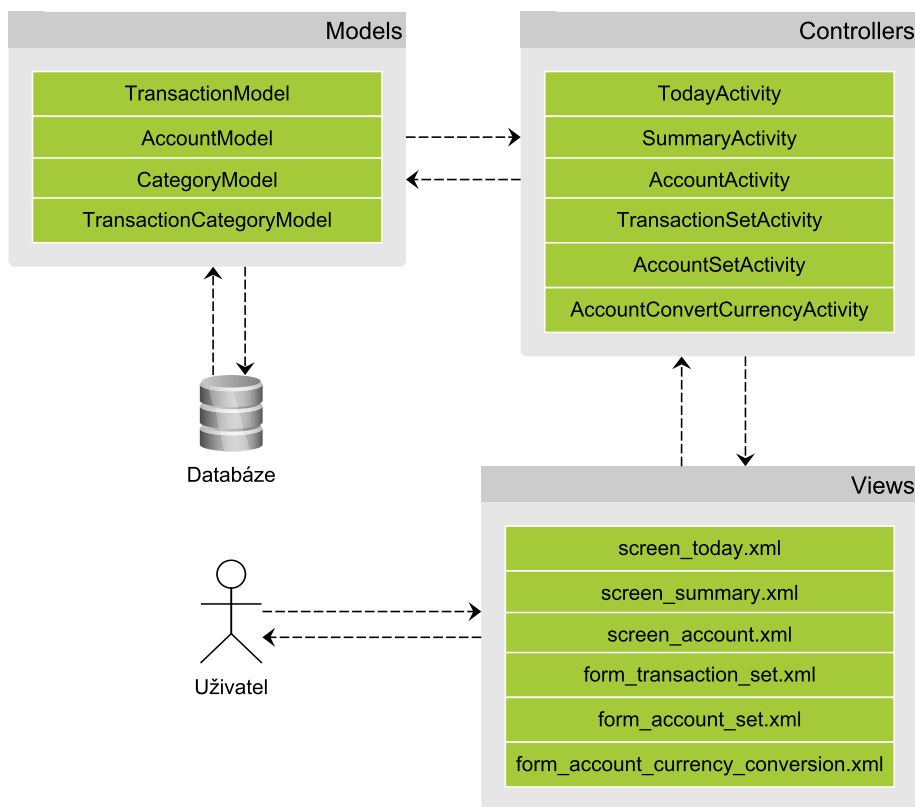 Models
TransactionModel
AccountModel
CategoryModel
TransactionCategoryModel
Controllers
TodayActivity
SummaryActivity
AccountActivity
TransactionSetActivity
AccountSetActivity
AccountConvertCurrencyActivity
Databáze
Views
screen_today.xml
screen_summary.xml
screen_account.xml
form_transaction_set.xml
form_account_set.xml
form_account_currency_conversion.xml
Uživatel